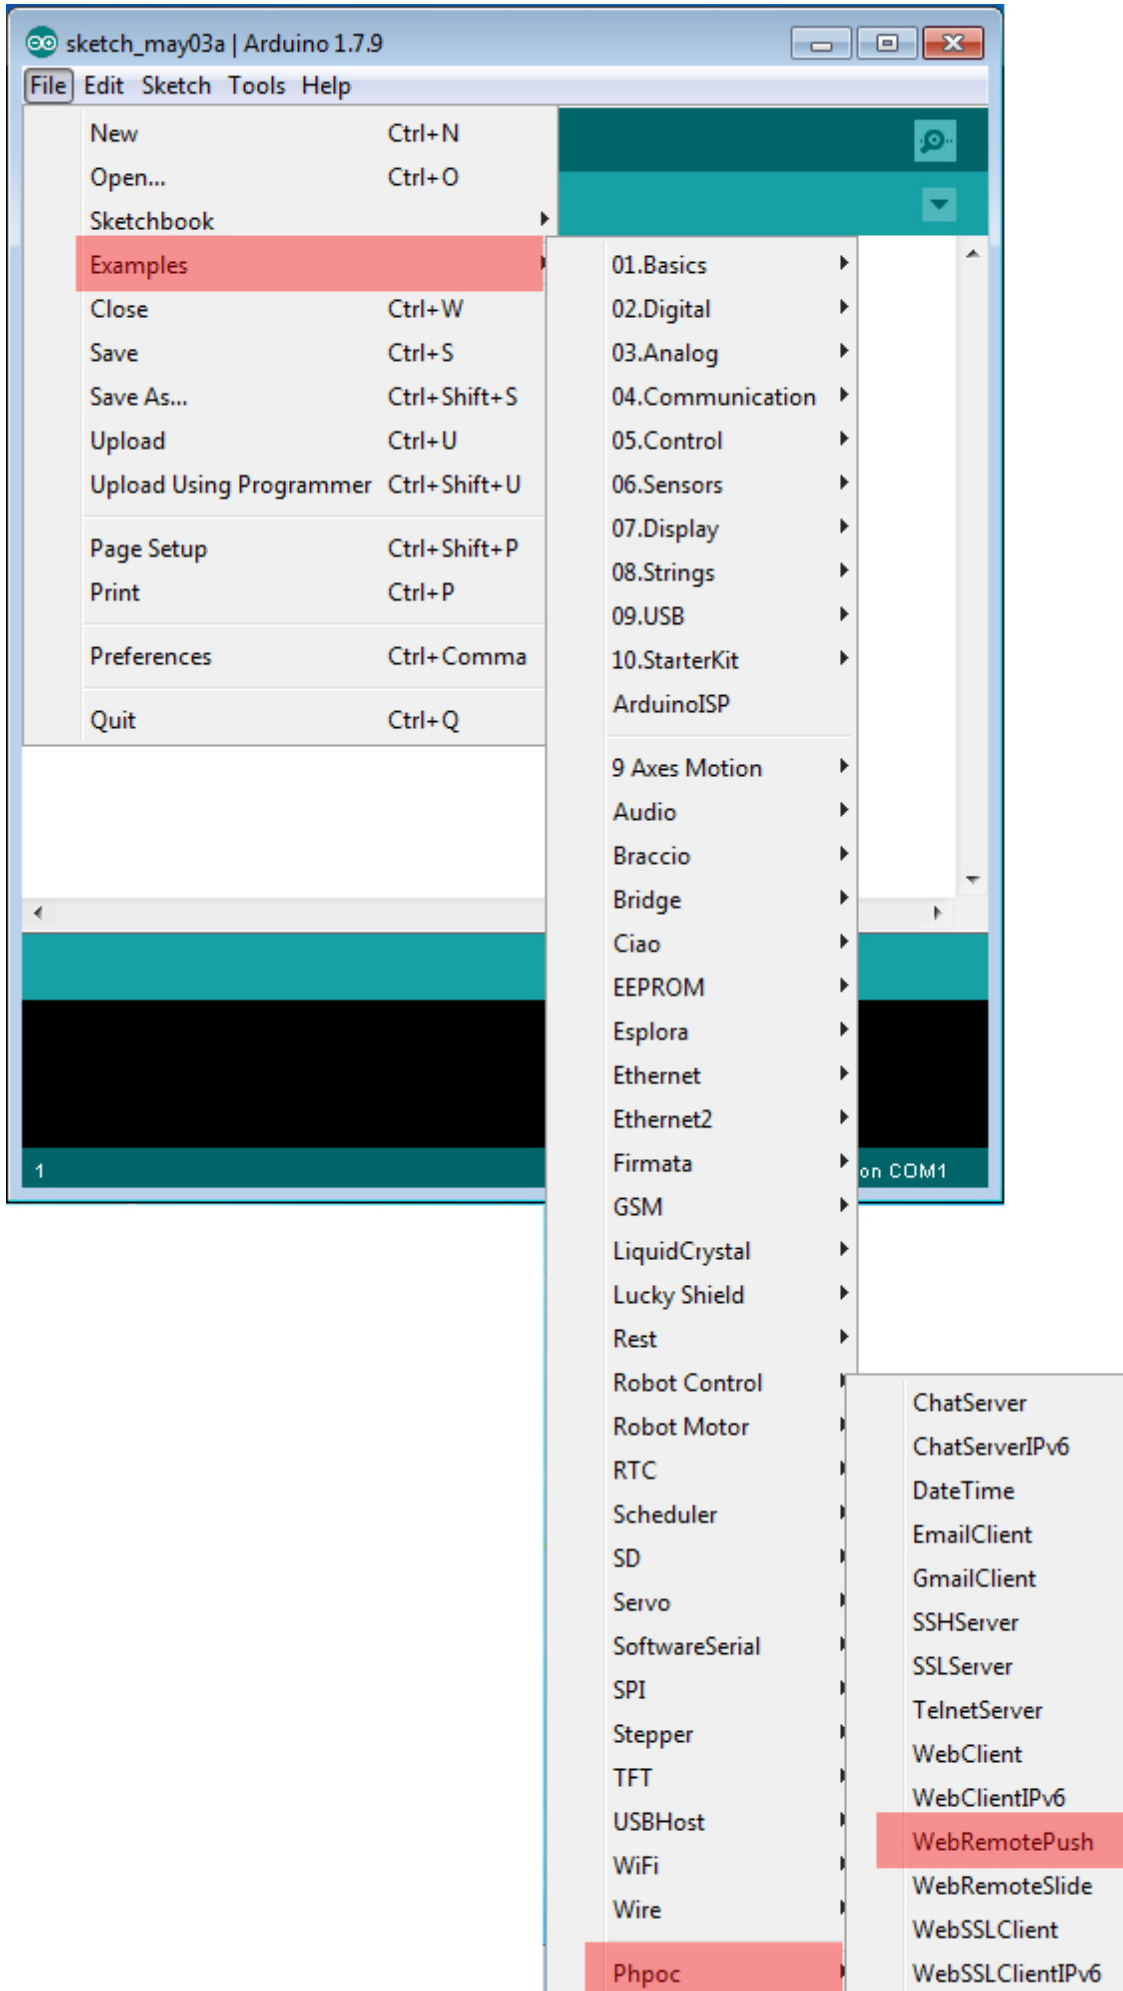 sketch_may03a | Arduino 1.7.9
File Edit Sketch Tools Help
New Ctrl+N
Open... Ctrl+O
Sketchbook
Examples
Close Ctrl+W
Save Ctrl+S
Save As... Ctrl+Shift+S
Upload Ctrl+U
Upload Using Programmer Ctrl+Shift+U
Page Setup Ctrl+Shift+P
Print Ctrl+P
Preferences Ctrl+Comma
Quit Ctrl+Q
01.Basics
02.Digital
03.Analog
04.Communication
05.Control
06.Sensors
07.Display
08.Strings
09.USB
10.StarterKit
ArduinoISP
9 Axes Motion
Audio
Braccio
Bridge
Ciao
EEPROM
Esplora
Ethernet
Ethernet2
Firmata
GSM
LiquidCrystal
Lucky Shield
Rest
Robot Control
Robot Motor
RTC
Scheduler
SD
Servo
SoftwareSerial
SPI
Stepper
TFT
USBHost
WiFi
Wire
Phpoc
ChatServer
ChatServerIPv6
DateTime
EmailClient
GmailClient
SSHServer
SSLServer
TelnetServer
WebClient
WebClientIPv6
WebRemotePush
WebRemoteSlide
WebSSLClient
WebSSLClientIPv6
1 on COM1